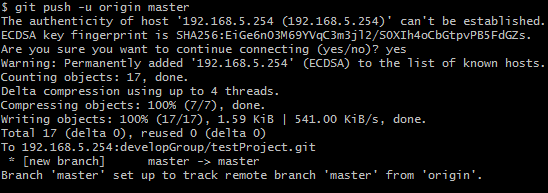 $ git push -u origin master
The authenticity of host '192.168.5.254 (192.168.5.254)' can't be established.
ECDSA key fingerprint is SHA256:EiGe6nO3M69YVqC3m3jl2/SOXIh4oCbGtpvPB5FdGZs.
Are you sure you want to continue connecting (yes/no)? yes
Warning: Permanently added '192.168.5.254' (ECDSA) to the list of known hosts.
Counting objects: 17, done.
Delta compression using up to 4 threads.
Compressing objects: 100% (7/7), done.
Writing objects: 100% (17/17), 1.59 KiB | 541.00 KiB/s, done.
Total 17 (delta 0), reused 0 (delta 0)
To 192.168.5.254:developGroup/testProject.git
 * [new branch]      master -> master
Branch 'master' set up to track remote branch 'master' from 'origin'.